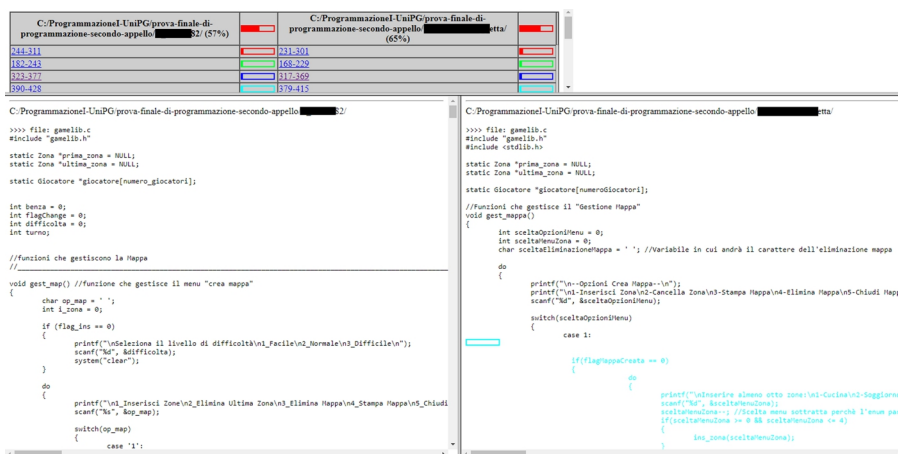 C:/ProgrammazioneI-UniPG/prova-finale-di-
programmazione-secondo-appello/ 82/ (57%)
C:/ProgrammazioneI-UniPG/prova-finale-di-
programmazione-secondo-appello/ etta/
(65%)
244-311 231-301
182-243 168-229
323-377 317-369
390-428 379-415
C:/ProgrammazioneI-UniPG/prova-finale-di-programmazione-secondo-appello/ 82/
>>>> file: gamelib.c
#include "gamelib.h"
static Zona *prima_zona = NULL;
static Zona *ultima_zona = NULL;
static Giocatore *giocatore[numero_giocatori];
int benza = 0;
int flagChange = 0;
int difficolta = 0;
int turno;
//funzioni che gestiscono la Mappa
//
void gest_map() //funzione che gestisce il menu "crea mappa"
{
char op_map = ' ';
int i_zona = 0;
if (flag_ins == 0)
{
printf("\nSeleziona il livello di difficoltà\n1_Facile\n2_Normale\n3_Difficile\n");
scanf("%d", &difficolta);
system("clear");
}
do
{
printf("\n1_Inserisci Zone\n2_Elimina Ultima Zona\n3_Elimina Mappa\n4_Stampa Mappa\n5_Chiudi
scanf("%s", &op_map);
switch(op_map)
{
case '1':
C:/ProgrammazioneI-UniPG/prova-finale-di-programmazione-secondo-appello/ etta/
>>>> file: gamelib.c
#include "gamelib.h"
#include <stdlib.h>
static Zona *prima_zona = NULL;
static Zona *ultima_zona = NULL;
static Giocatore *giocatore[numeroGiocatori];
//Funzioni che gestisce il "Gestione Mappa"
void gest_mappa()
{
int sceltaOpzioniMenu = 0;
int sceltaMenuZona = 0;
char sceltaEliminazioneMappa = ' '; //Variabile in cui andrà il carattere dell'eliminazione mappa
do
{
printf("\n--Opzioni Crea Mappa--\n");
printf("\n1-Inserisci Zona\n2-Cancella Zona\n3-Stampa Mappa\n4-Elimina Mappa\n5-Chiudi Mapp
scanf("%d", &sceltaOpzioniMenu);
switch(sceltaOpzioniMenu)
{
case 1:
if(flagMappaCreata == 0)
{
do
{
printf("\nInserire almeno otto zone:\n1-Cucina\n2-Soggiorno
scanf("%d", &sceltaMenuZona);
sceltaMenuZona--; //Scelta menu sottratta perchè l'enum pa
if(sceltaMenuZona >= 0 && sceltaMenuZona <= 4)
{
ins_zona(sceltaMenuZona);
}